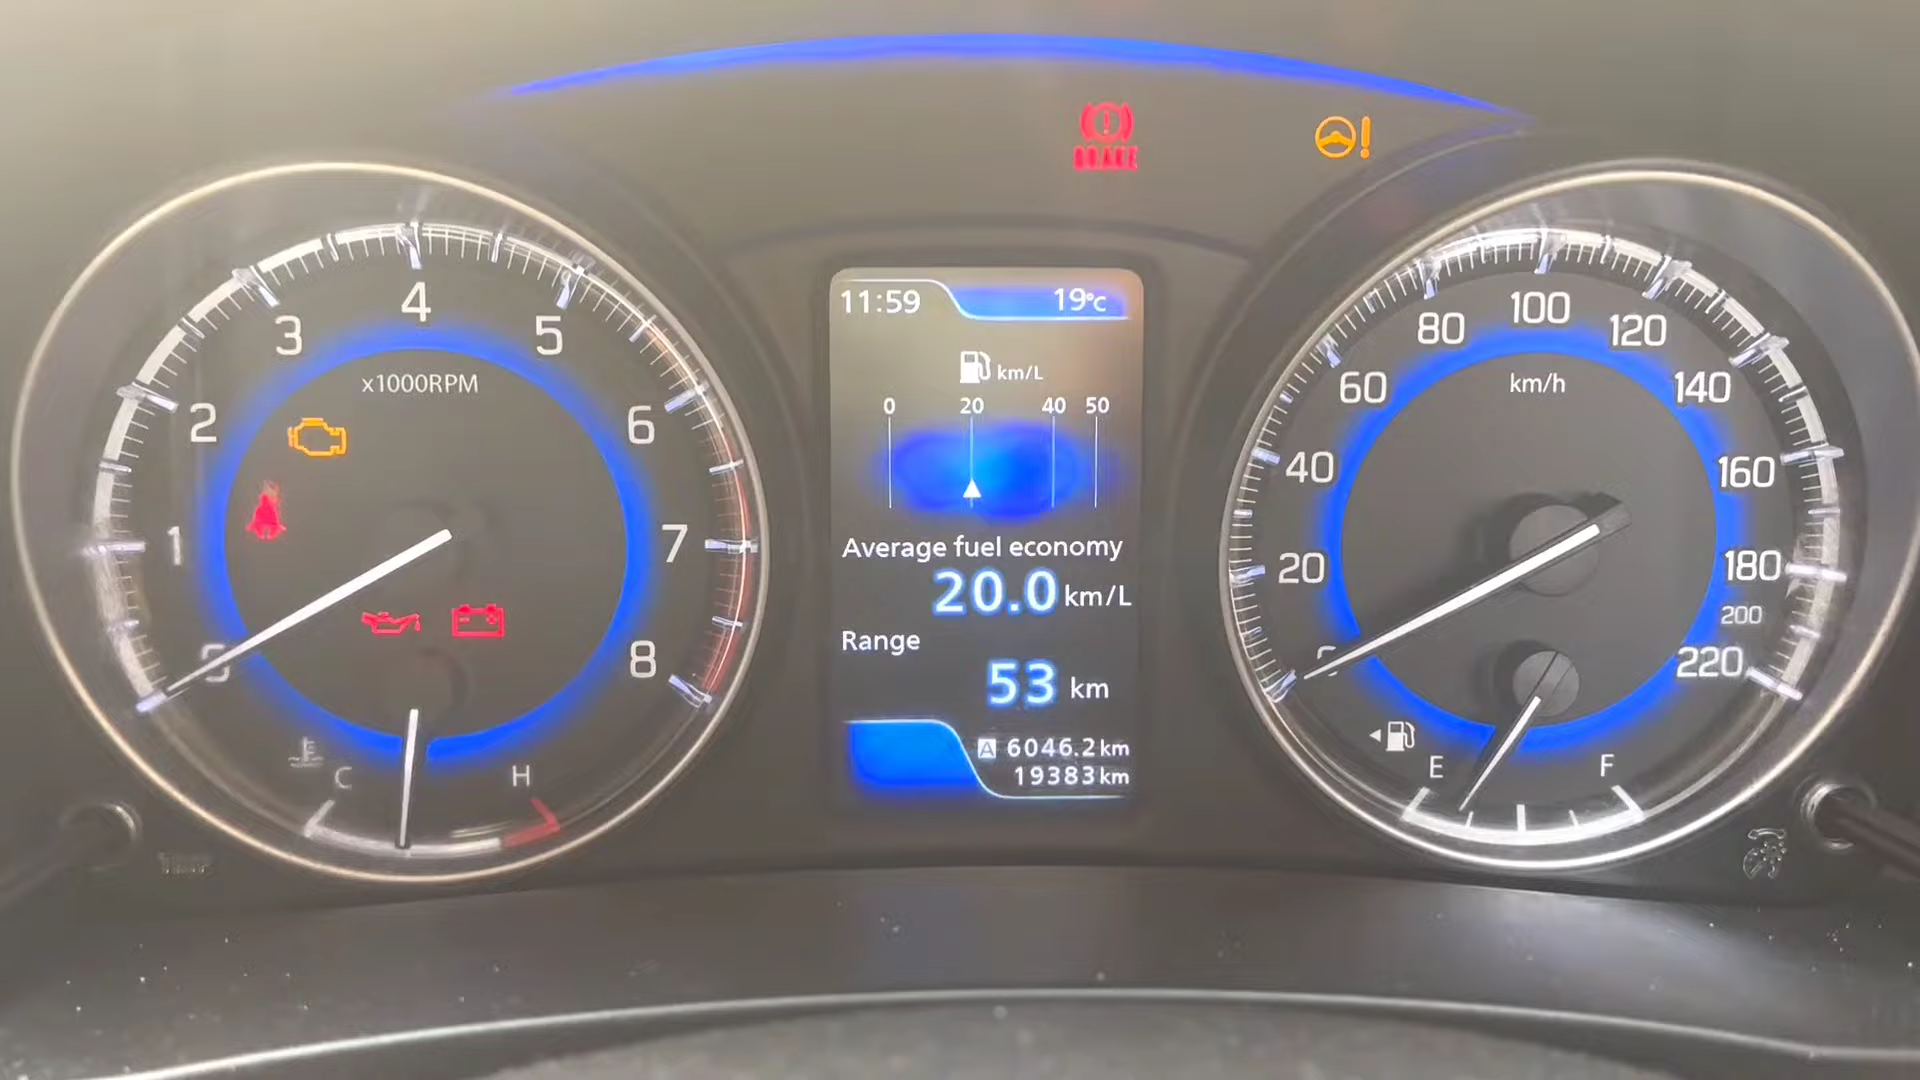 BRAKE
11:59 19°C
km/L
0 20 40 50
Average fuel economy
20.0 km/L
Range
53 km
A 6046.2 km
19383 km
x1000RPM
1 2 3 4 5 6 7 8
C H
km/h
20 40 60 80 100 120 140 160 180 200 220
E F